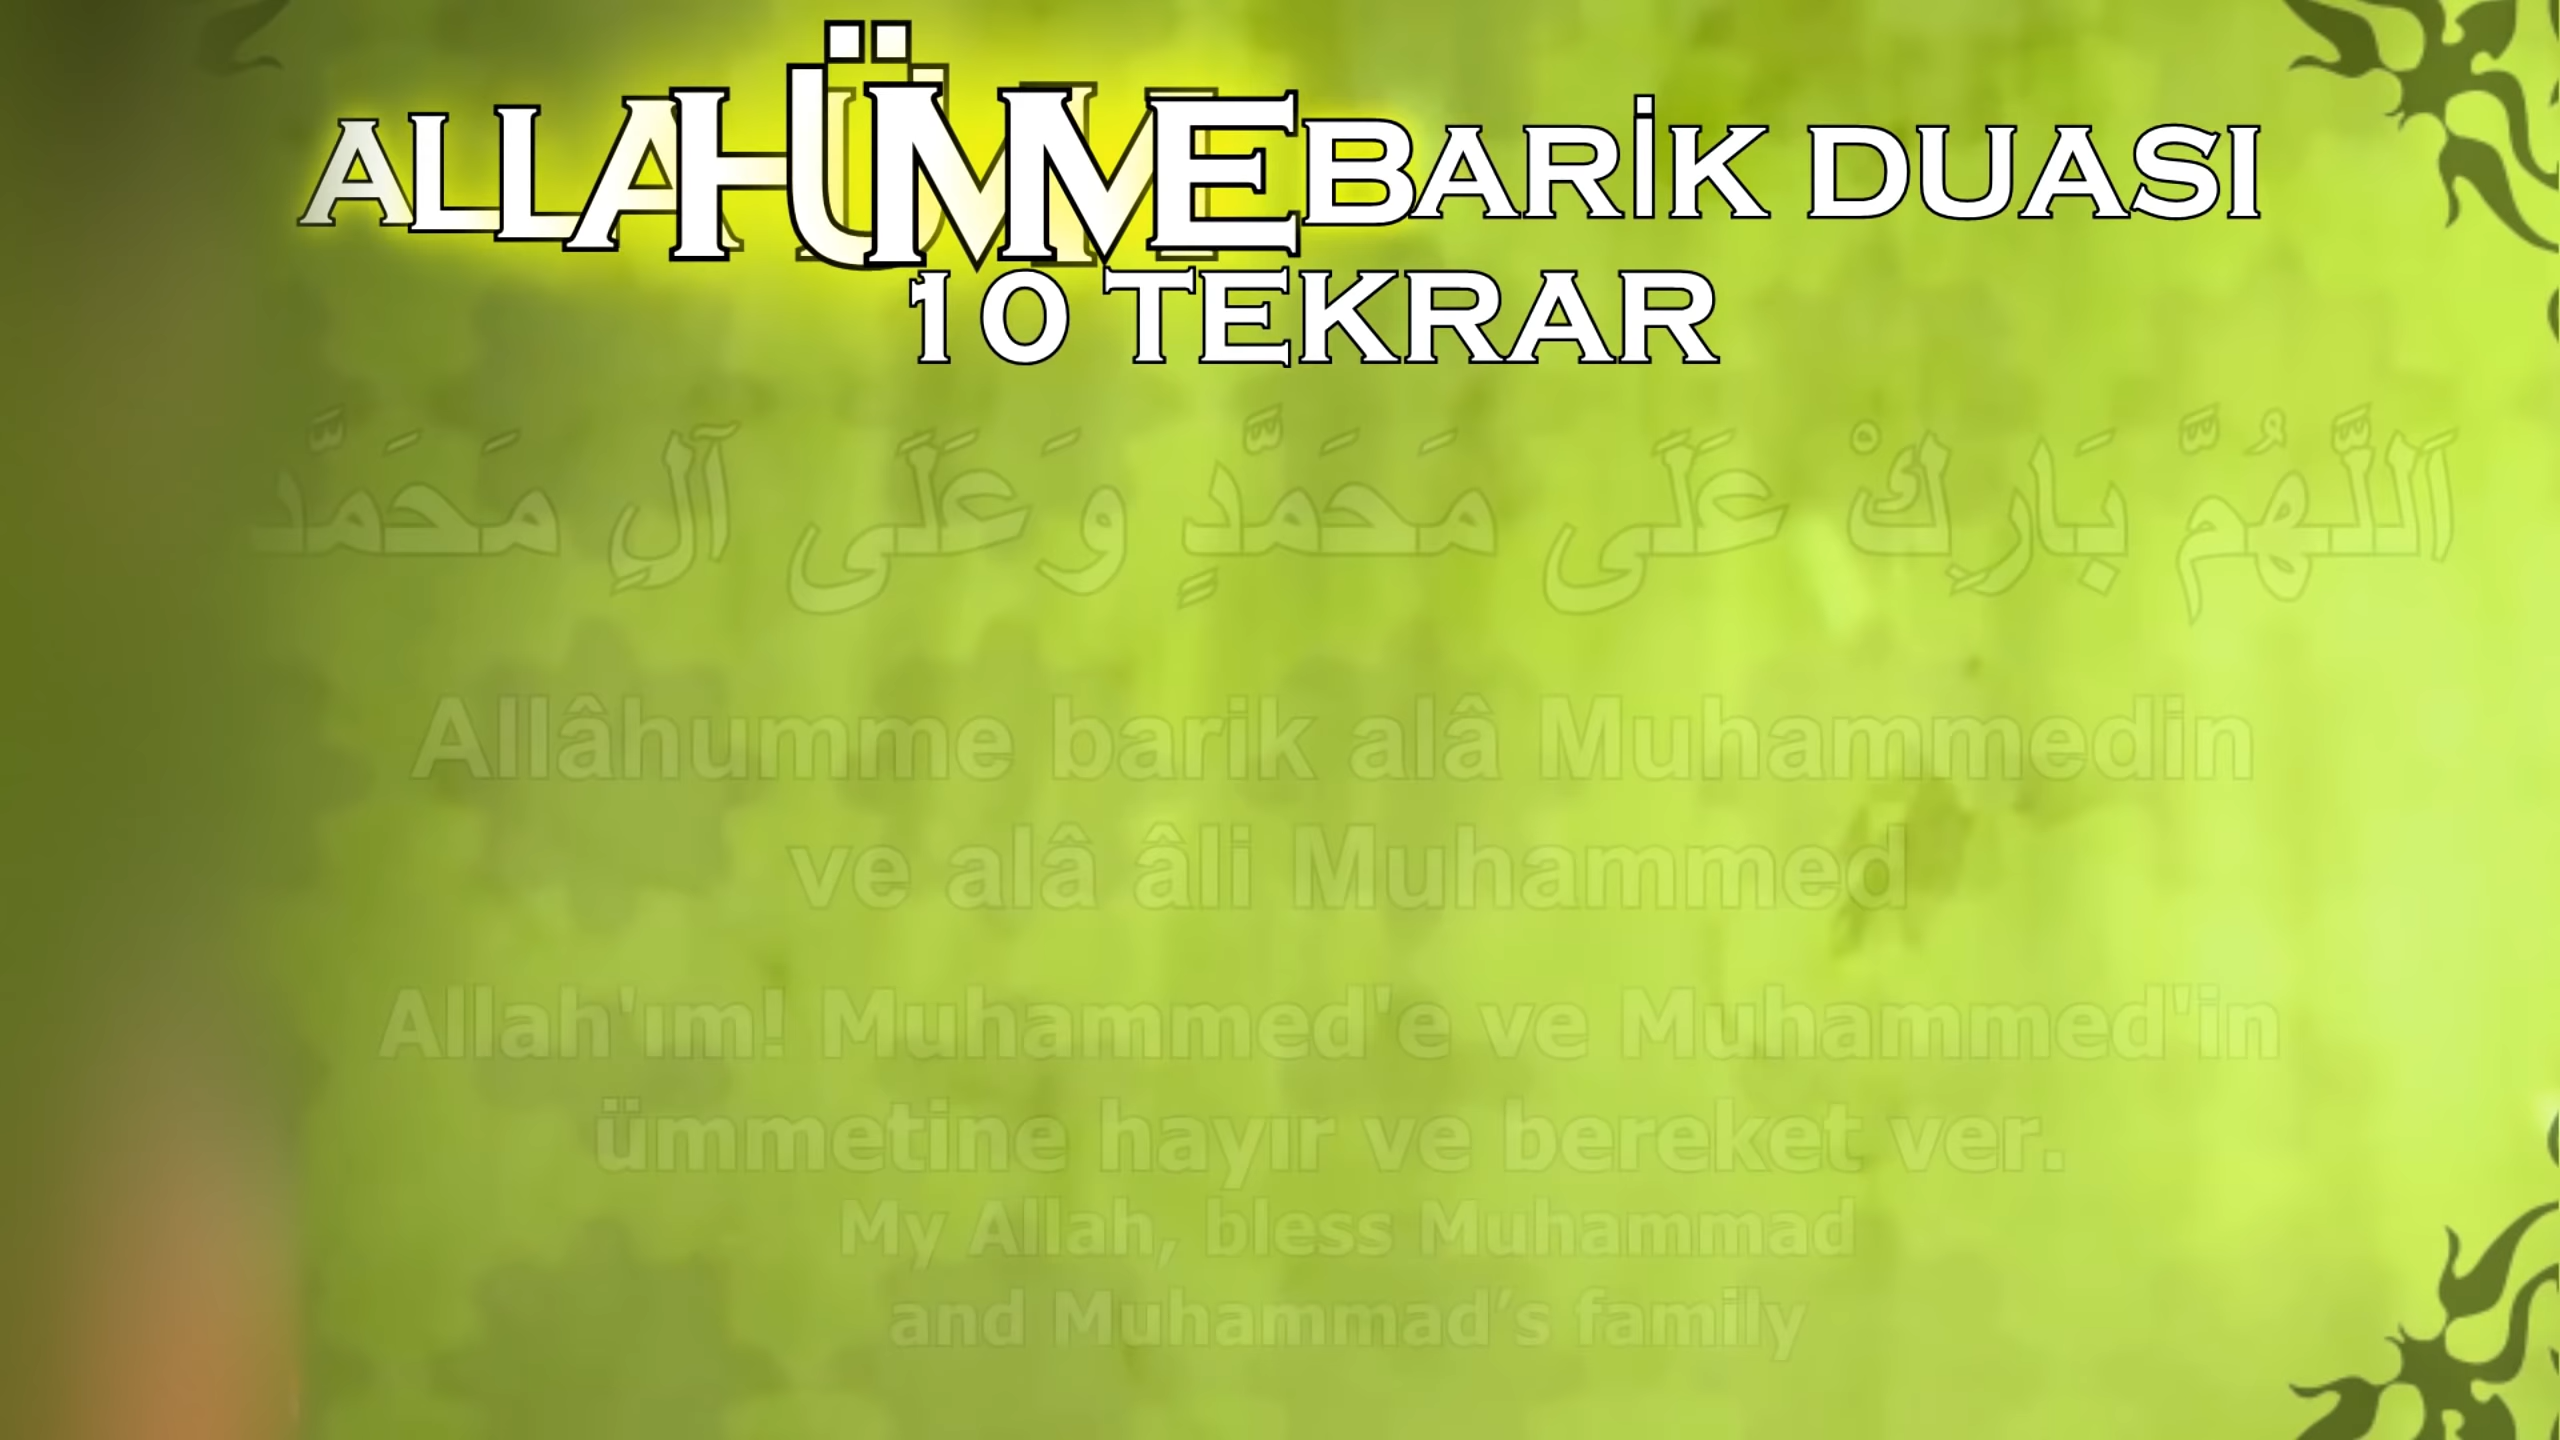 ALLAHÜMME BARİK DUASI
10 TEKRAR
اَللّٰهُمَّ بَارِكْ عَلَى مَحَمَّدٍ وَعَلَى آلِ مَحَمَّد
Allâhumme barik alâ Muhammedin
ve alâ âli Muhammed
Allah'ım! Muhammed'e ve Muhammed'in
ümmetine hayır ve bereket ver.
My Allah, bless Muhammad
and Muhammad’s family